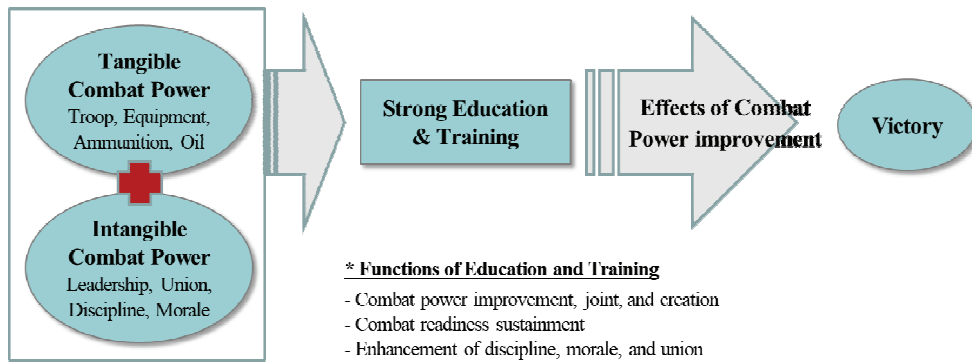 Tangible
Combat Power
Troop, Equipment,
Ammunition, Oil
Intangible
Combat Power
Leadership, Union,
Discipline, Morale
Strong Education
& Training
Effects of Combat
Power improvement
Victory
* Functions of Education and Training
- Combat power improvement, joint, and creation
- Combat readiness sustainment
- Enhancement of discipline, morale, and union